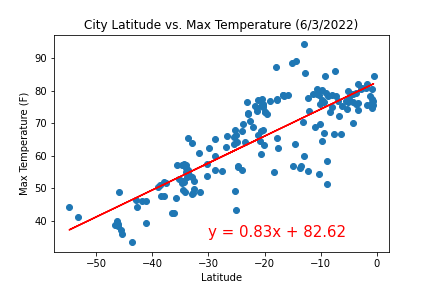 City Latitude vs. Max Temperature (6/3/2022)
Max Temperature (F)
90
80
70
60
50
40
y = 0.83x + 82.62
−50 −40 −30 −20 −10 0
Latitude